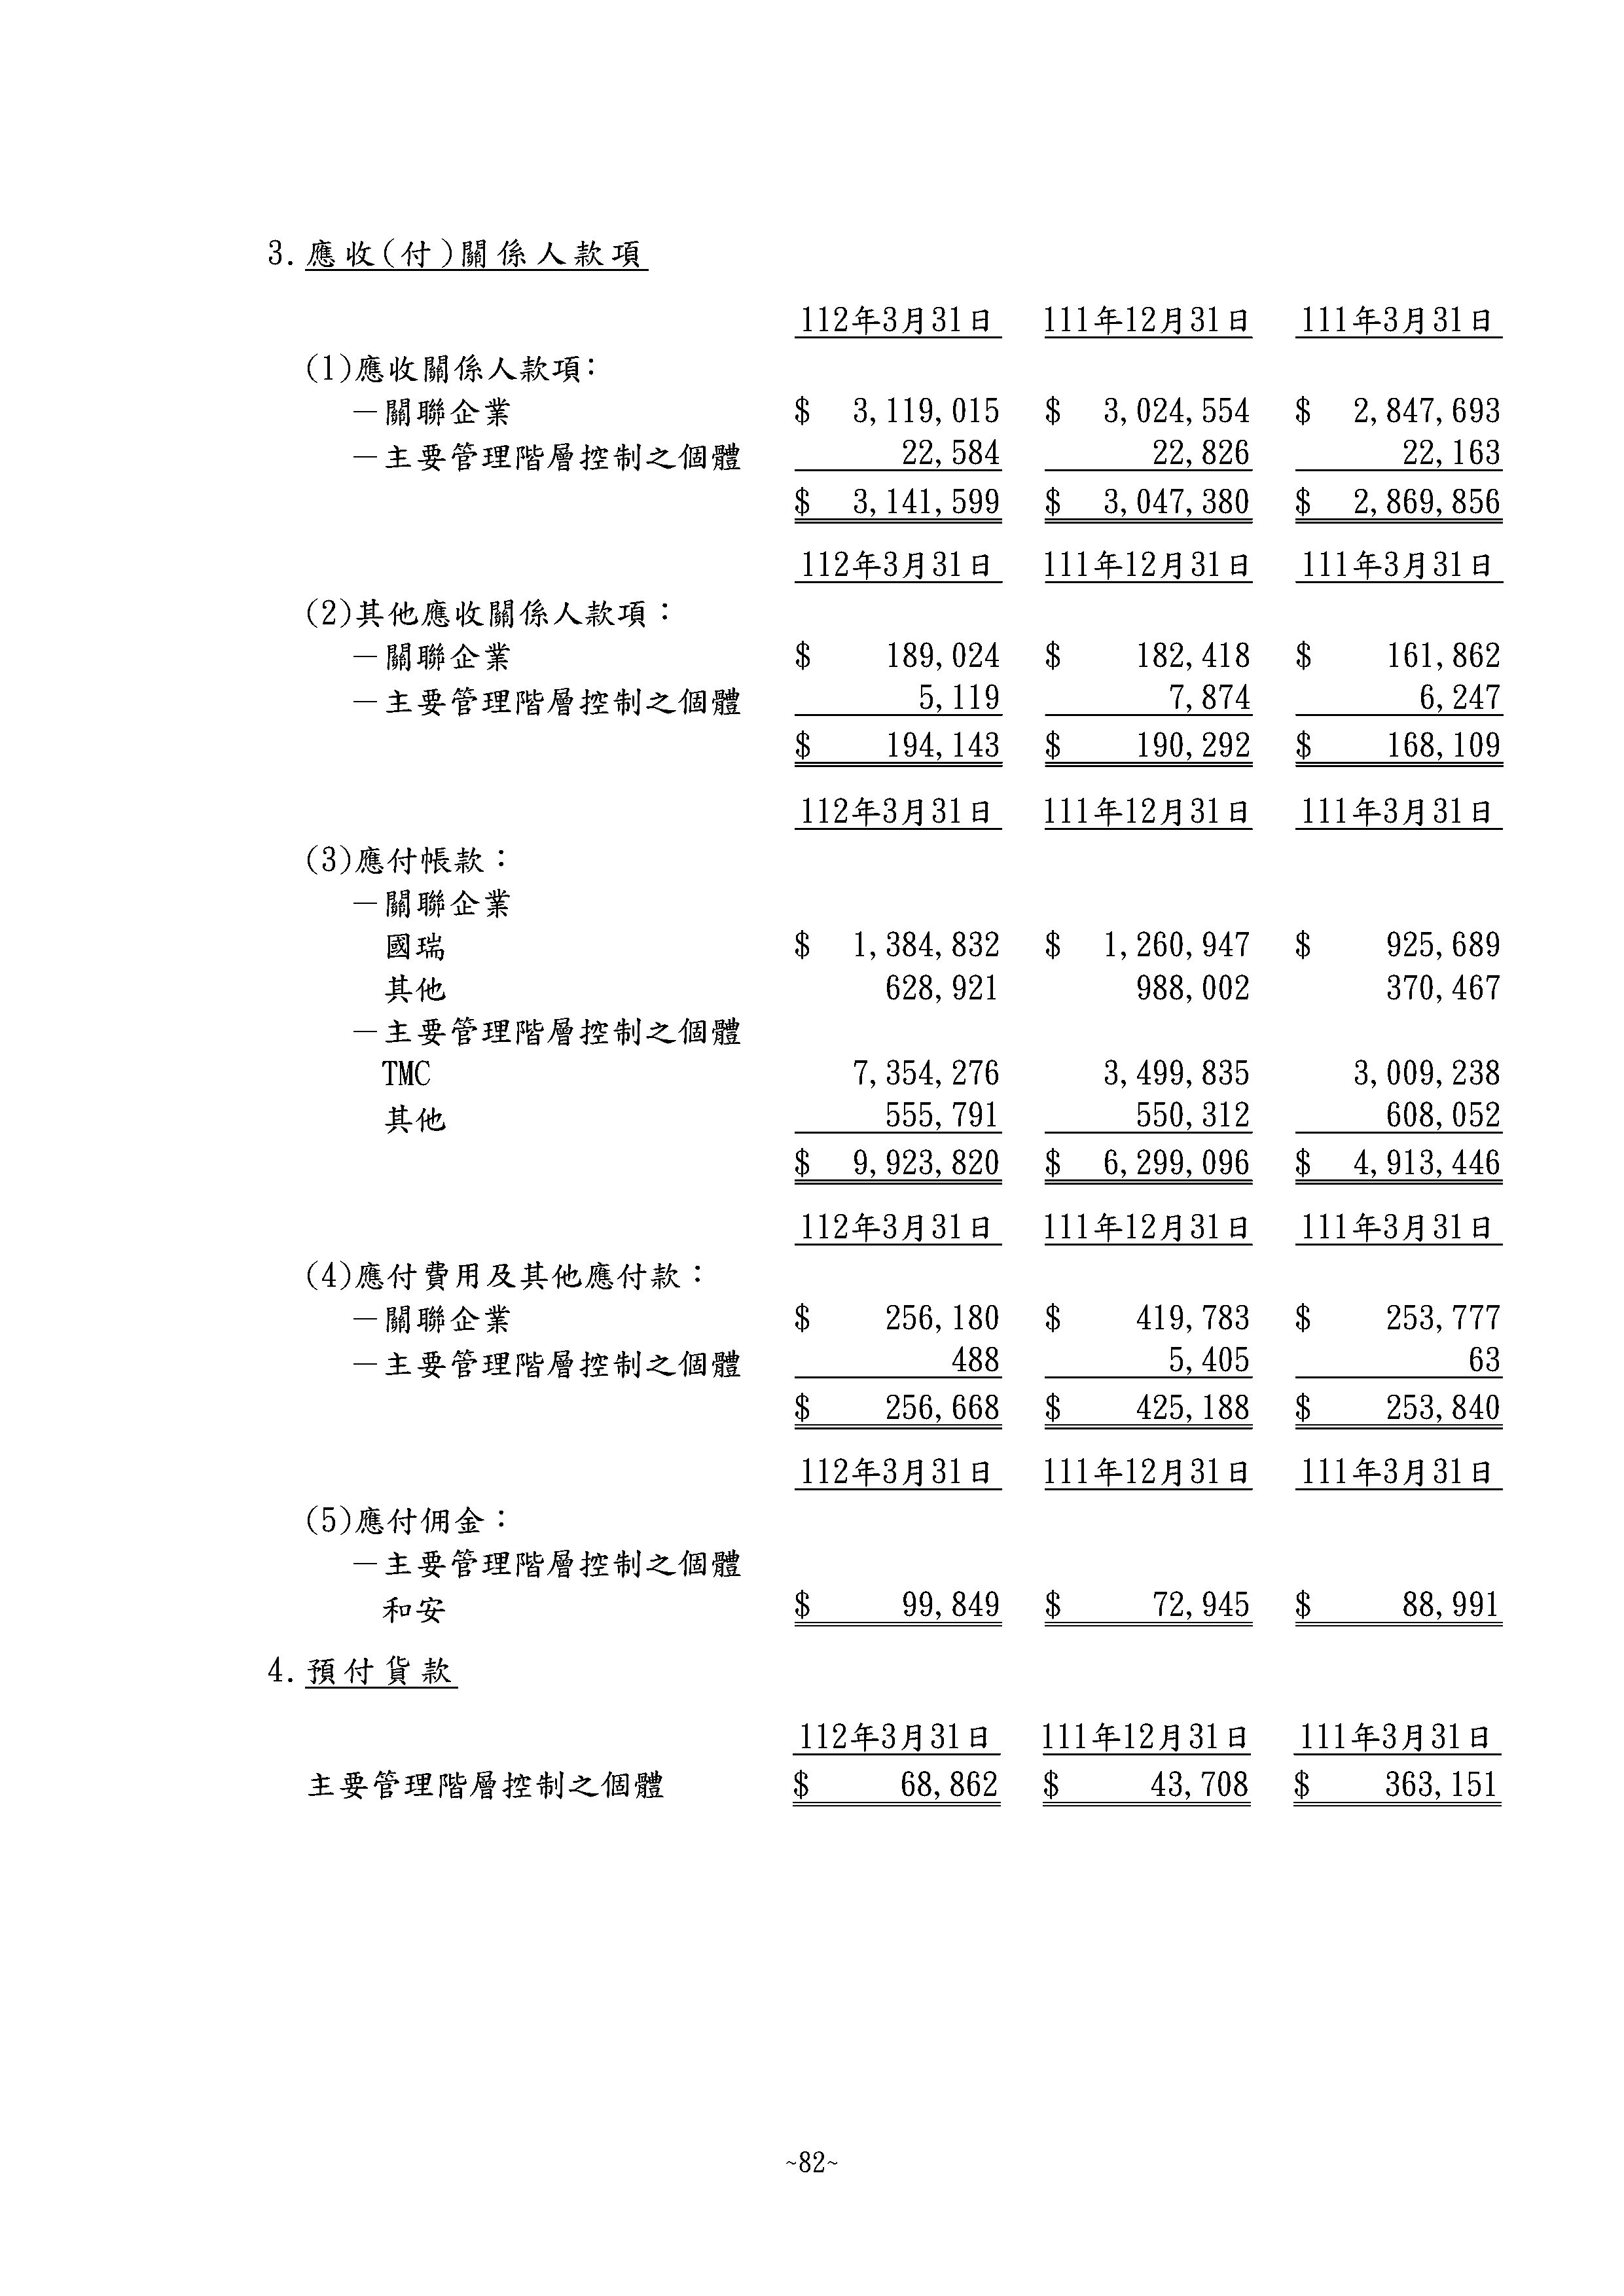 3.應收(付)關係人款項
112年3月31日 111年12月31日 111年3月31日
(1)應收關係人款項:
－關聯企業 $ 3,119,015 $ 3,024,554 $ 2,847,693
－主要管理階層控制之個體 22,584 22,826 22,163
$ 3,141,599 $ 3,047,380 $ 2,869,856
112年3月31日 111年12月31日 111年3月31日
(2)其他應收關係人款項：
－關聯企業 $ 189,024 $ 182,418 $ 161,862
－主要管理階層控制之個體 5,119 7,874 6,247
$ 194,143 $ 190,292 $ 168,109
112年3月31日 111年12月31日 111年3月31日
(3)應付帳款：
－關聯企業
國瑞 $ 1,384,832 $ 1,260,947 $ 925,689
其他 628,921 988,002 370,467
－主要管理階層控制之個體
TMC 7,354,276 3,499,835 3,009,238
其他 555,791 550,312 608,052
$ 9,923,820 $ 6,299,096 $ 4,913,446
112年3月31日 111年12月31日 111年3月31日
(4)應付費用及其他應付款：
－關聯企業 $ 256,180 $ 419,783 $ 253,777
－主要管理階層控制之個體 488 5,405 63
$ 256,668 $ 425,188 $ 253,840
112年3月31日 111年12月31日 111年3月31日
(5)應付佣金：
－主要管理階層控制之個體
和安 $ 99,849 $ 72,945 $ 88,991
4.預付貨款
112年3月31日 111年12月31日 111年3月31日
主要管理階層控制之個體 $ 68,862 $ 43,708 $ 363,151
~82~